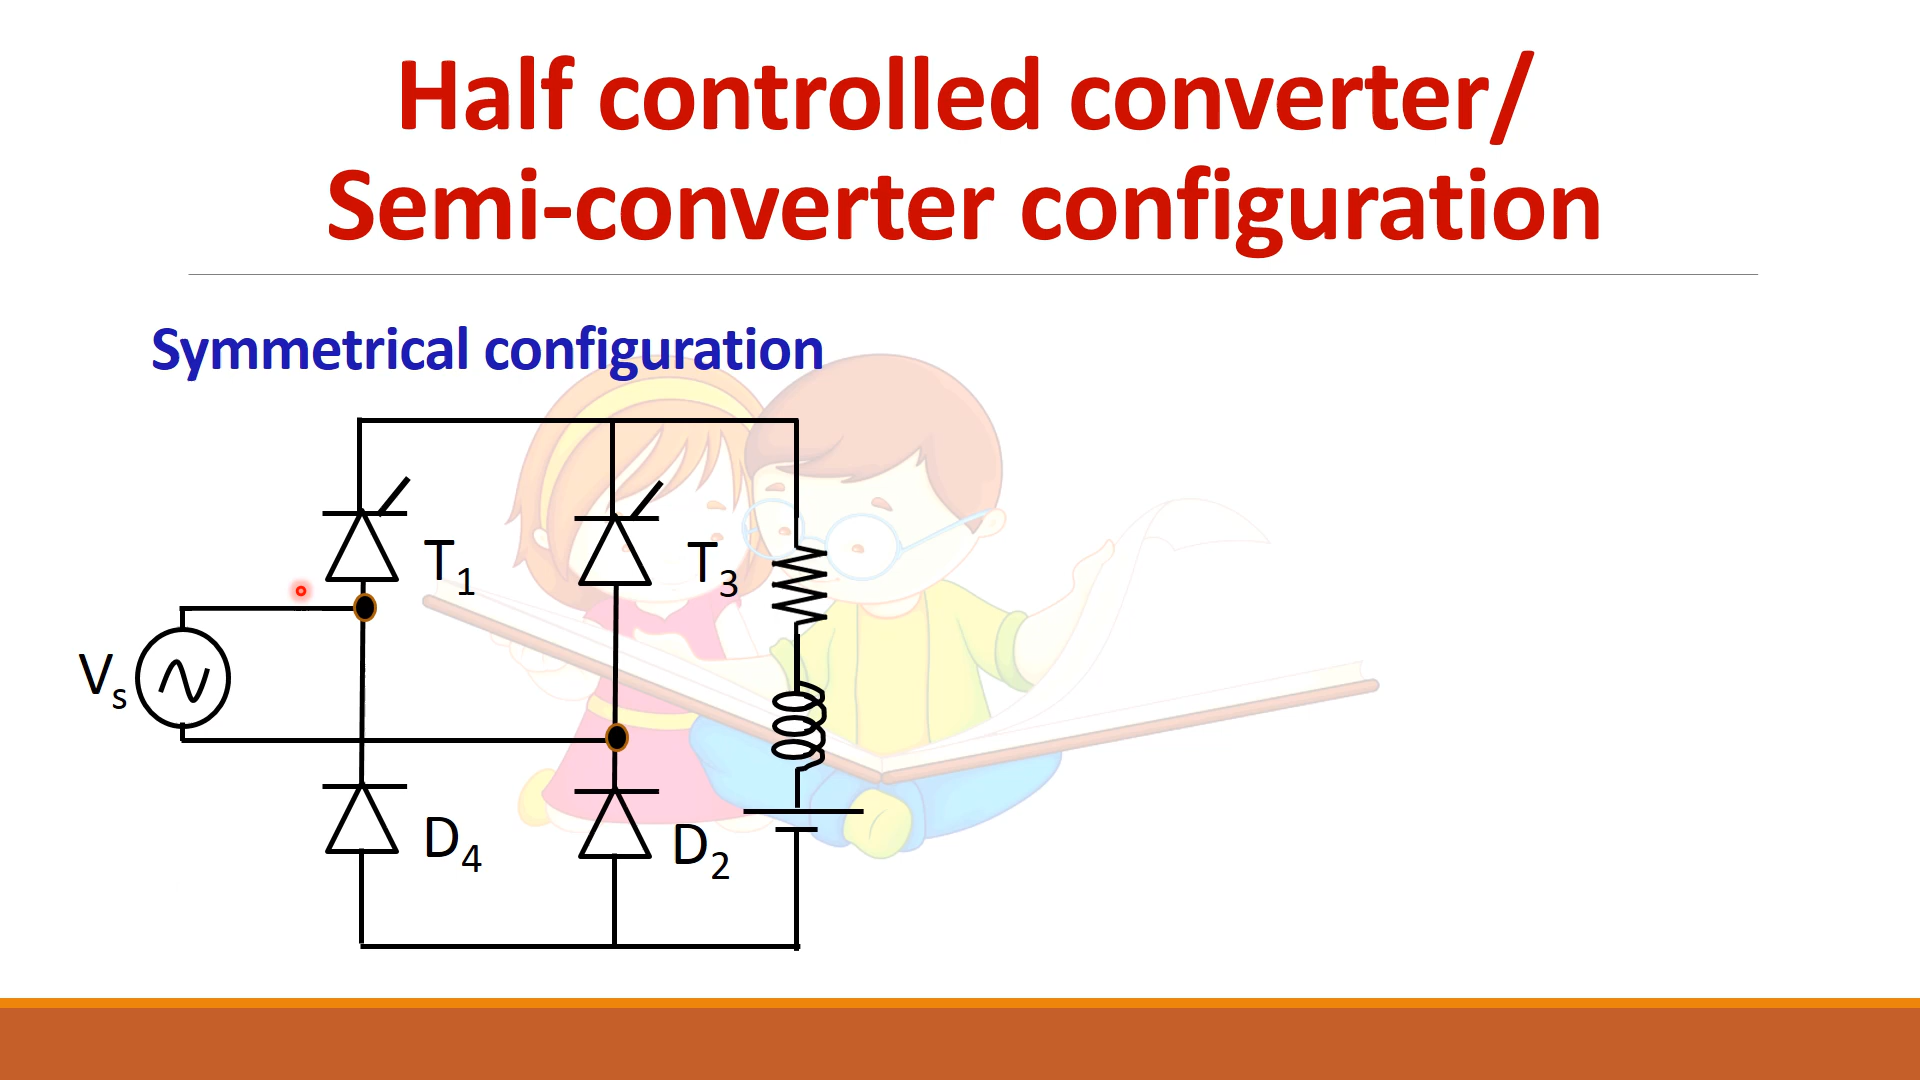 Half controlled converter/
Semi-converter configuration
Symmetrical configuration
T1
T3
Vs
D4
D2